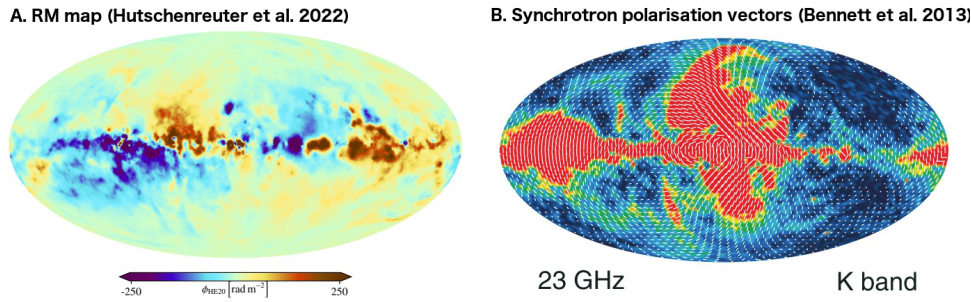 A. RM map (Hutschenreuter et al. 2022)
B. Synchrotron polarisation vectors (Bennett et al. 2013)
-250
ϕHE20 [rad m⁻²]
250
23 GHz
K band